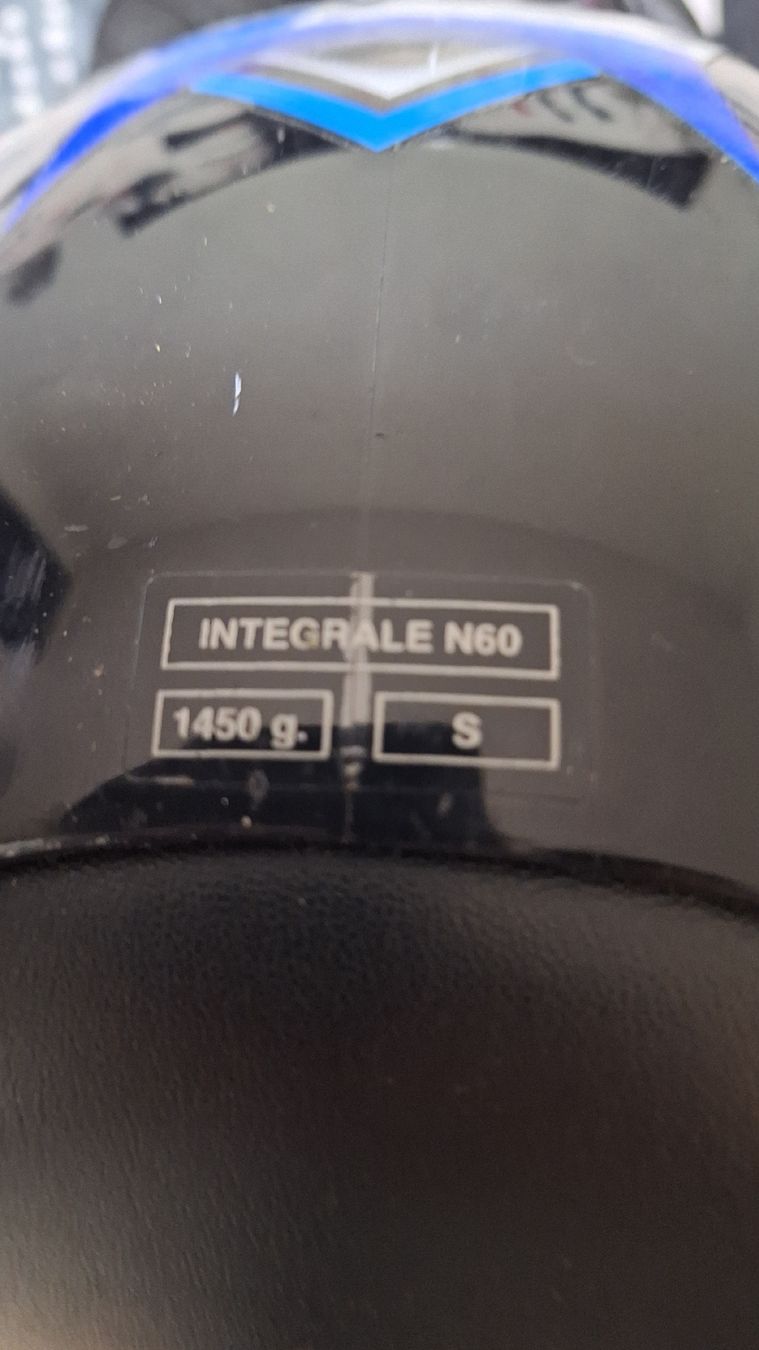 INTEGRALE N60
1450 g. S